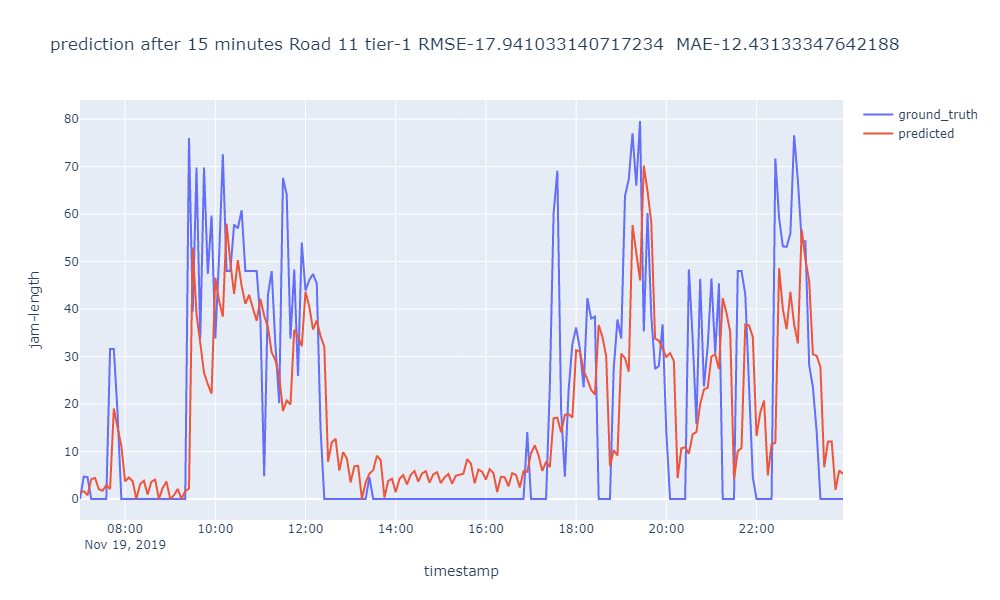 prediction after 15 minutes Road 11 tier-1 RMSE-17.941033140717234  MAE-12.43133347642188
ground_truth
predicted
80
70
60
50
40
30
20
10
0
jam-length
08:00 10:00 12:00 14:00 16:00 18:00 20:00 22:00
Nov 19, 2019
timestamp